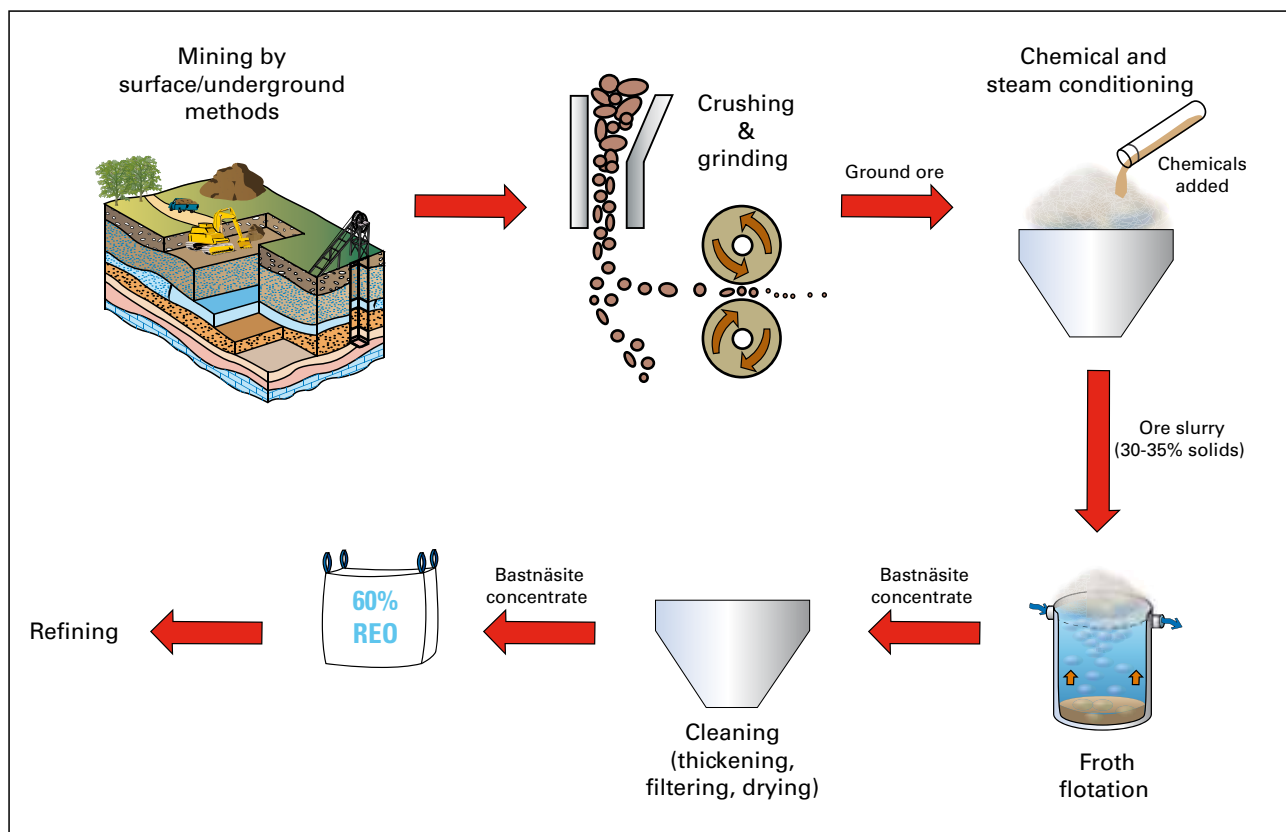 Mining by
surface/underground
methods
Crushing
&
grinding
Ground ore
Chemical and
steam conditioning
Chemicals
added
Ore slurry
(30-35% solids)
Froth
flotation
Bastnäsite
concentrate
Cleaning
(thickening,
filtering, drying)
Bastnäsite
concentrate
60%
REO
Refining